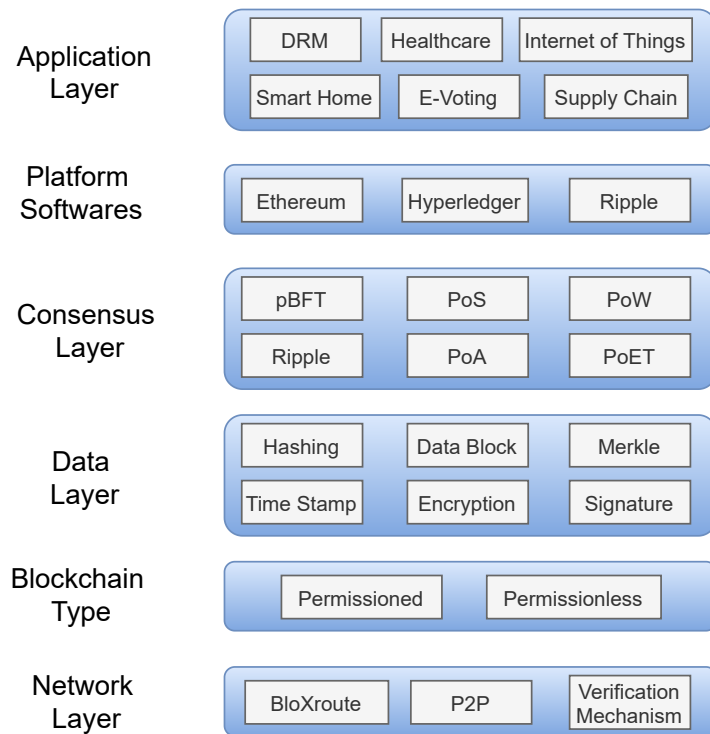 Application
Layer
DRM
Healthcare
Internet of Things
Smart Home
E-Voting
Supply Chain
Platform
Softwares
Ethereum
Hyperledger
Ripple
Consensus
Layer
pBFT
PoS
PoW
Ripple
PoA
PoET
Data
Layer
Hashing
Data Block
Merkle
Time Stamp
Encryption
Signature
Blockchain
Type
Permissioned
Permissionless
Network
Layer
BloXroute
P2P
Verification
Mechanism